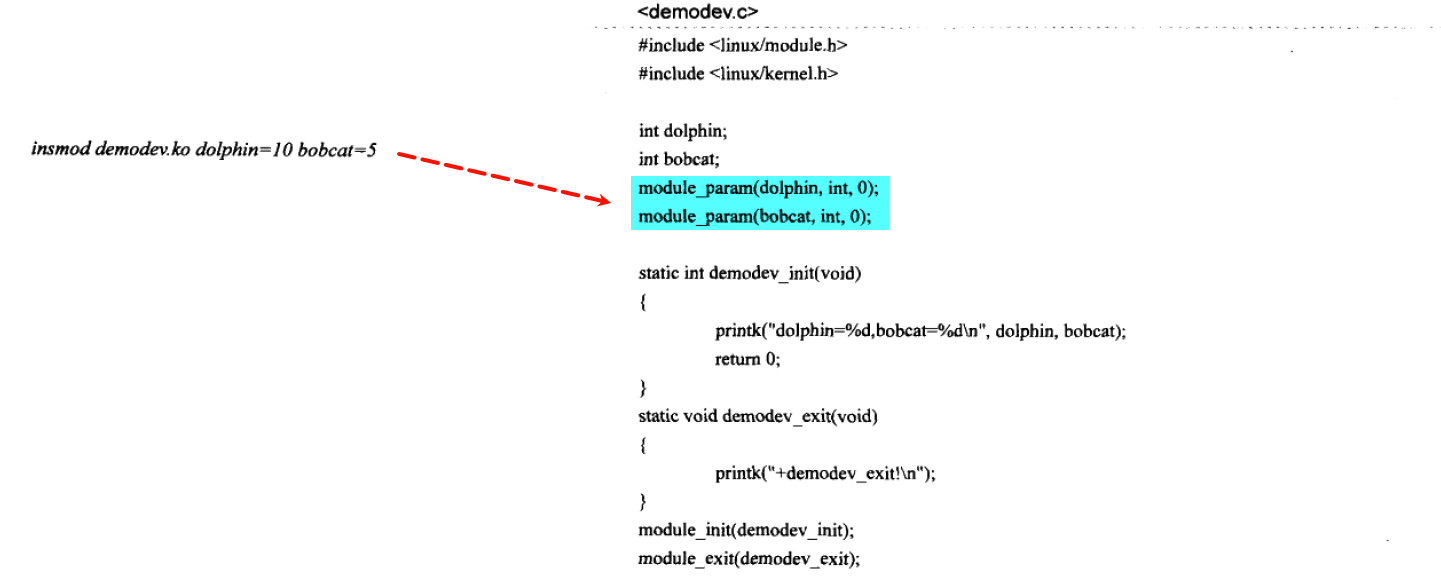 <demodev.c>
#include <linux/module.h>
#include <linux/kernel.h>
insmod demodev.ko dolphin=10 bobcat=5
int dolphin;
int bobcat;
module_param(dolphin, int, 0);
module_param(bobcat, int, 0);
static int demodev_init(void)
{
printk("dolphin=%d,bobcat=%d\n", dolphin, bobcat);
return 0;
}
static void demodev_exit(void)
{
printk("+demodev_exit!\n");
}
module_init(demodev_init);
module_exit(demodev_exit);